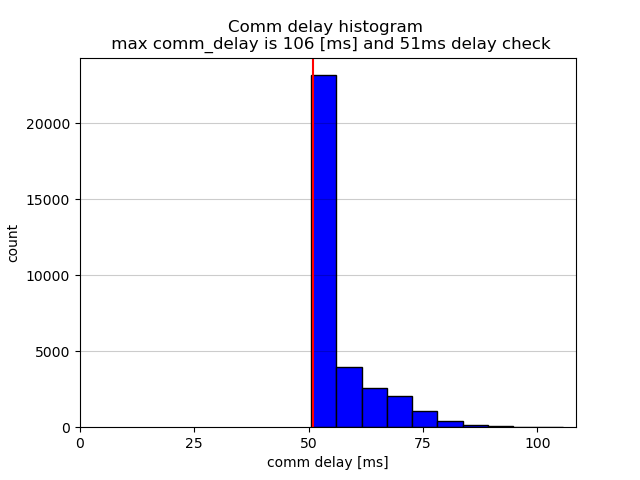 Comm delay histogram
max comm_delay is 106 [ms] and 51ms delay check
20000
15000
10000
5000
0
count
0 25 50 75 100
comm delay [ms]